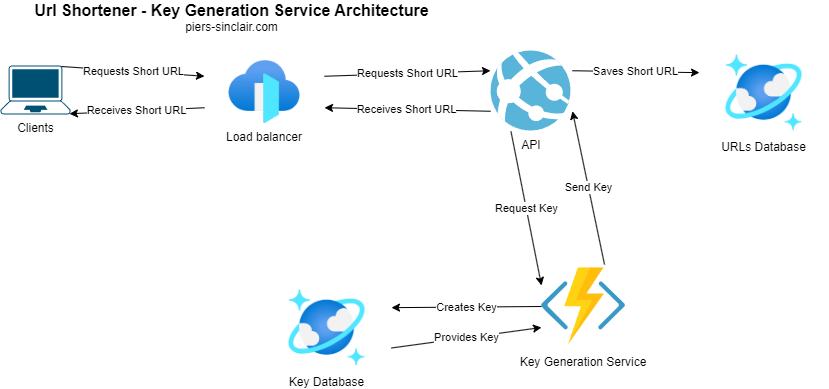 Url Shortener - Key Generation Service Architecture
piers-sinclair.com
Requests Short URL
Requests Short URL
Saves Short URL
Receives Short URL
Receives Short URL
Clients
Load balancer
API
URLs Database
Send Key
Request Key
Creates Key
Provides Key
Key Generation Service
Key Database